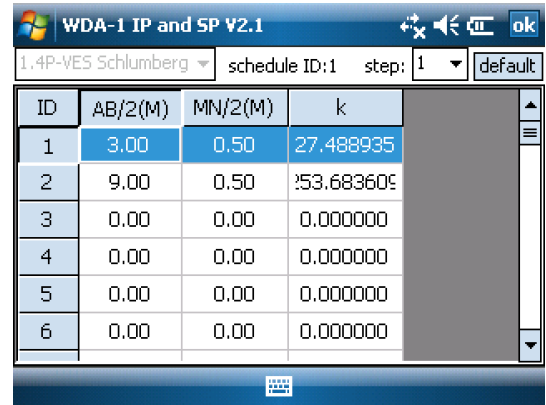 WDA-1 IP and SP V2.1 ok
1.4P-VES Schlumberg schedule ID:1 step: 1 default
ID AB/2(M) MN/2(M) k
1 3.00 0.50 27.488935
2 9.00 0.50 253.683609
3 0.00 0.00 0.000000
4 0.00 0.00 0.000000
5 0.00 0.00 0.000000
6 0.00 0.00 0.000000